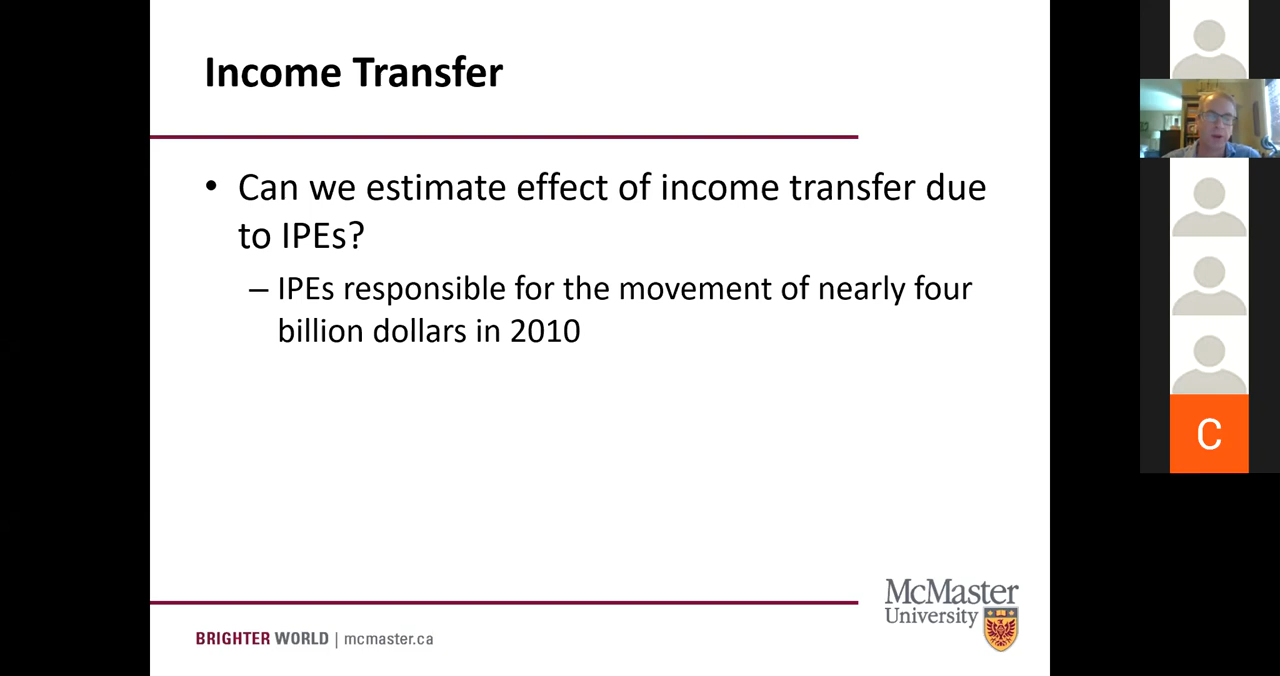 Income Transfer
• Can we estimate effect of income transfer due
to IPEs?
– IPEs responsible for the movement of nearly four
billion dollars in 2010
McMaster
University
BRIGHTER WORLD | mcmaster.ca
C